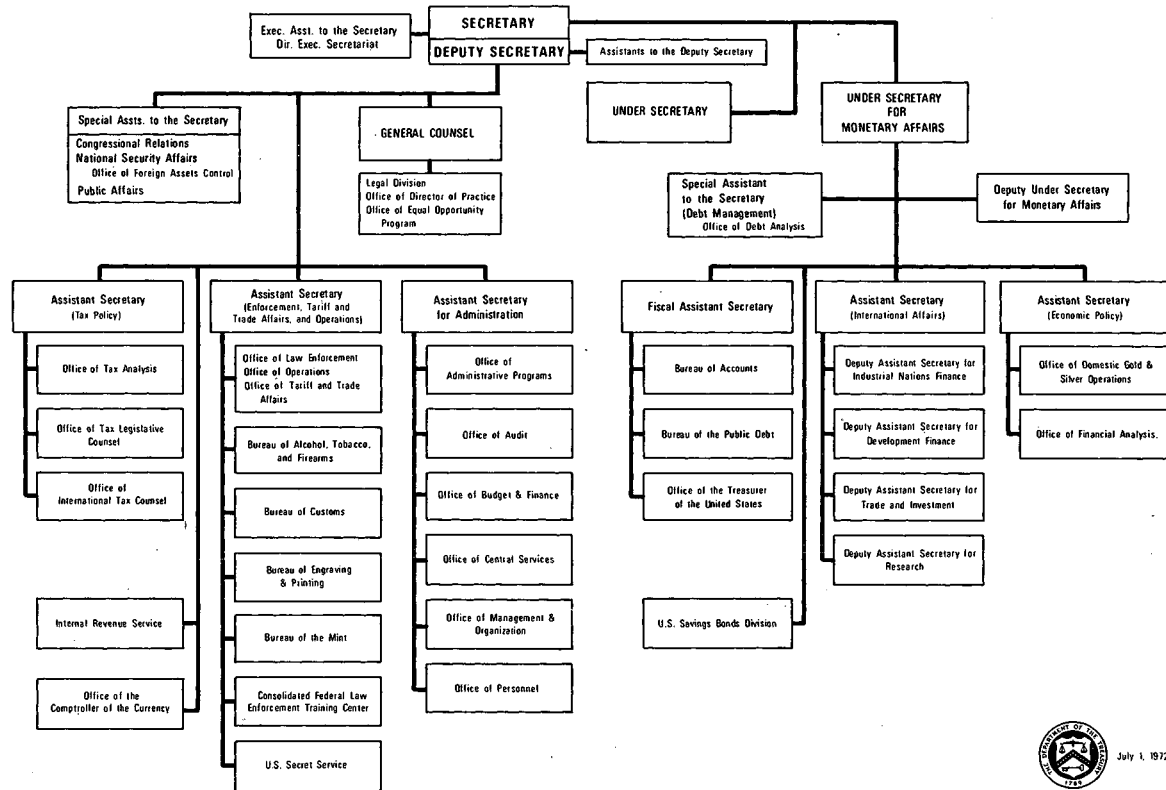 SECRETARY
DEPUTY SECRETARY
Exec. Asst. to the Secretary
Dir. Exec. Secretariat
Assistants to the Deputy Secretary
UNDER SECRETARY
UNDER SECRETARY
FOR
MONETARY AFFAIRS
Special Assts. to the Secretary
Congressional Relations
National Security Affairs
Office of Foreign Assets Control
Public Affairs
GENERAL COUNSEL
Legal Division
Office of Director of Practice
Office of Equal Opportunity
Program
Special Assistant
to the Secretary
(Debt Management)
Office of Debt Analysis
Deputy Under Secretary
for Monetary Affairs
Assistant Secretary
(Tax Policy)
Office of Tax Analysis
Office of Tax Legislative
Counsel
Office of
International Tax Counsel
Internal Revenue Service
Office of the
Comptroller of the Currency
Assistant Secretary
(Enforcement, Tariff and
Trade Affairs, and Operations)
Office of Law Enforcement
Office of Operations
Office of Tariff and Trade
Affairs
Bureau of Alcohol, Tobacco,
and Firearms
Bureau of Customs
Bureau of Engraving
& Printing
Bureau of the Mint
Consolidated Federal Law
Enforcement Training Center
U.S. Secret Service
Assistant Secretary
for Administration
Office of
Administrative Programs
Office of Audit
Office of Budget & Finance
Office of Central Services
Office of Management &
Organization
Office of Personnel
Fiscal Assistant Secretary
Bureau of Accounts
Bureau of the Public Debt
Office of the Treasurer
of the United States
U.S. Savings Bonds Division
Assistant Secretary
(International Affairs)
Deputy Assistant Secretary for
Industrial Nations Finance
Deputy Assistant Secretary for
Development Finance
Deputy Assistant Secretary for
Trade and Investment
Deputy Assistant Secretary for
Research
Assistant Secretary
(Economic Policy)
Office of Domestic Gold &
Silver Operations
Office of Financial Analysis.
THE DEPARTMENT OF THE TREASURY
1789
July 1, 1972